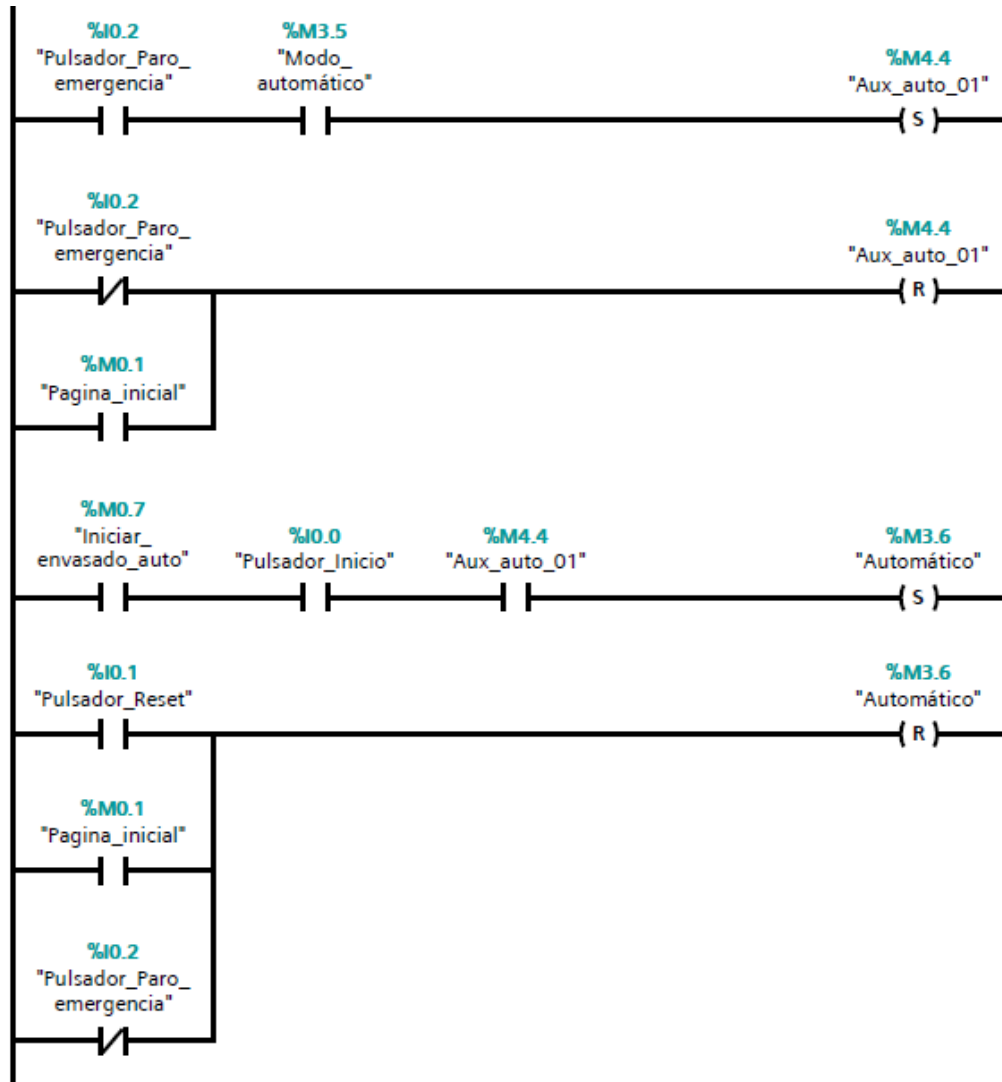 %I0.2 %M3.5
"Pulsador_Paro_ "Modo_ %M4.4
emergencia" automático" "Aux_auto_01"
S
%I0.2
"Pulsador_Paro_ %M4.4
emergencia" "Aux_auto_01"
R
%M0.1
"Pagina_inicial"
%M0.7
"Iniciar_ %I0.0 %M4.4 %M3.6
envasado_auto" "Pulsador_Inicio" "Aux_auto_01" "Automático"
S
%I0.1 %M3.6
"Pulsador_Reset" "Automático"
R
%M0.1
"Pagina_inicial"
%I0.2
"Pulsador_Paro_
emergencia"